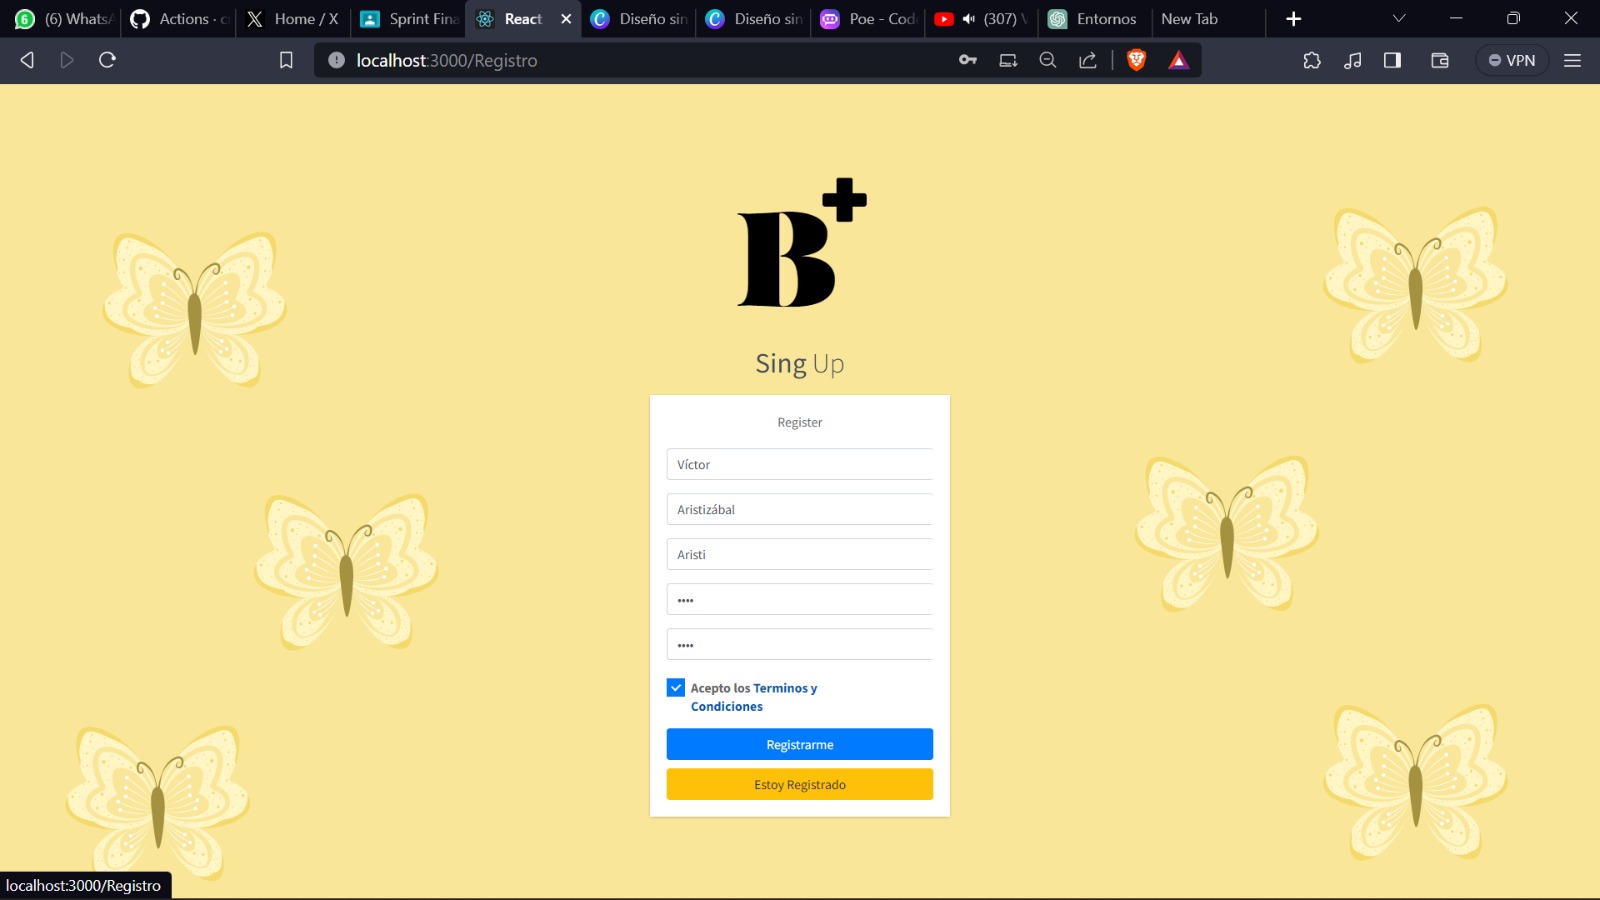 6 (6) WhatsA
Actions · c
X Home / X
Sprint Fina
React
C Diseño sin
C Diseño sin
Poe - Cod
(307)
Entornos
New Tab
localhost:3000/Registro
VPN
B+
Sing Up
Register
Víctor
Aristizábal
Aristi
••••
••••
Acepto los Terminos y
Condiciones
Registrarme
Estoy Registrado
localhost:3000/Registro